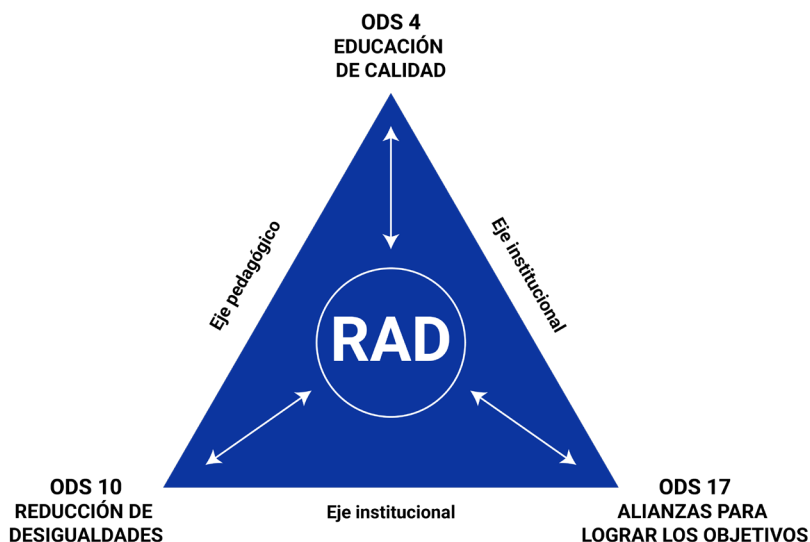 ODS 4
EDUCACIÓN
DE CALIDAD
Eje pedagógico
Eje institucional
RAD
ODS 10
REDUCCIÓN DE
DESIGUALDADES
Eje institucional
ODS 17
ALIANZAS PARA
LOGRAR LOS OBJETIVOS